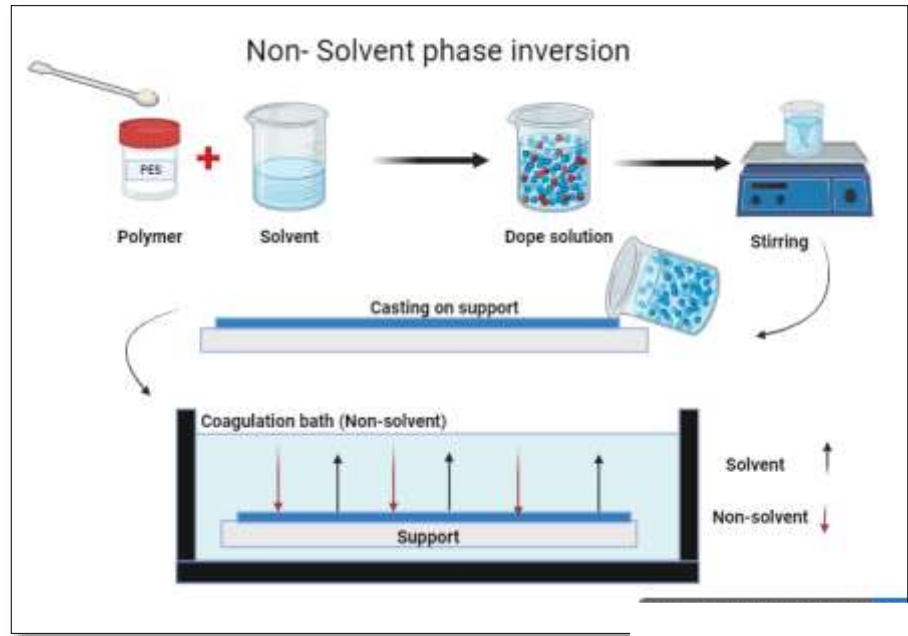 Non- Solvent phase inversion
PES
Polymer
Solvent
Dope solution
Stirring
Casting on support
Coagulation bath (Non-solvent)
Solvent
Non-solvent
Support